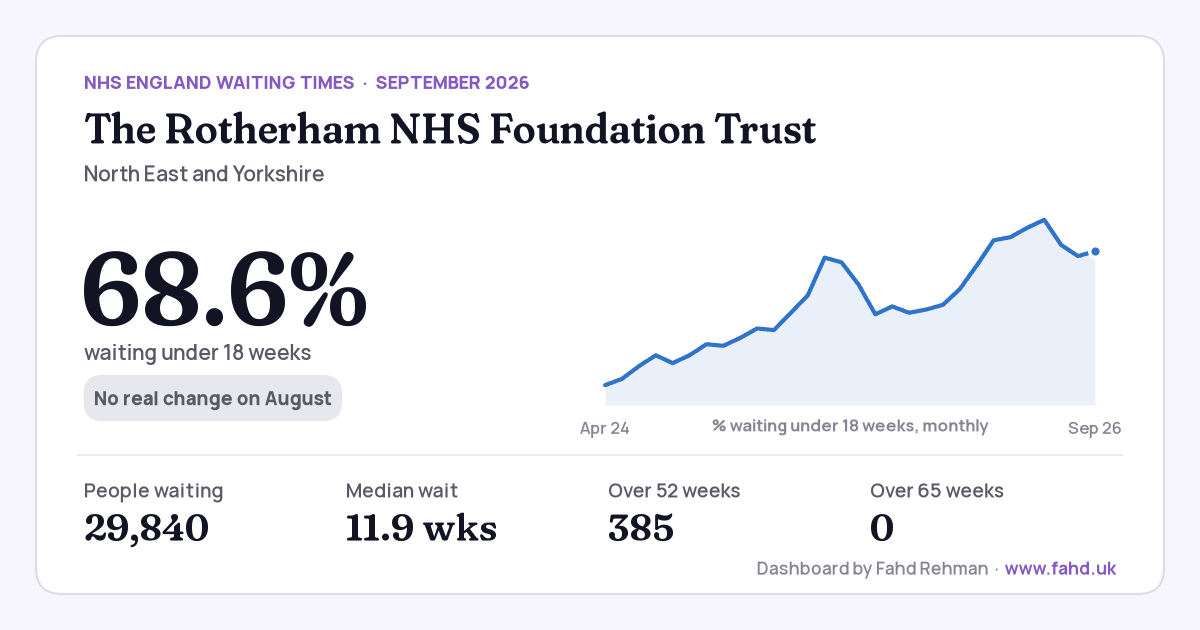 NHS ENGLAND WAITING TIMES · SEPTEMBER 2026
The Rotherham NHS Foundation Trust
North East and Yorkshire
68.6%
waiting under 18 weeks
No real change on August
Apr 24
% waiting under 18 weeks, monthly
Sep 26
People waiting
29,840
Median wait
11.9 wks
Over 52 weeks
385
Over 65 weeks
0
Dashboard by Fahd Rehman · www.fahd.uk